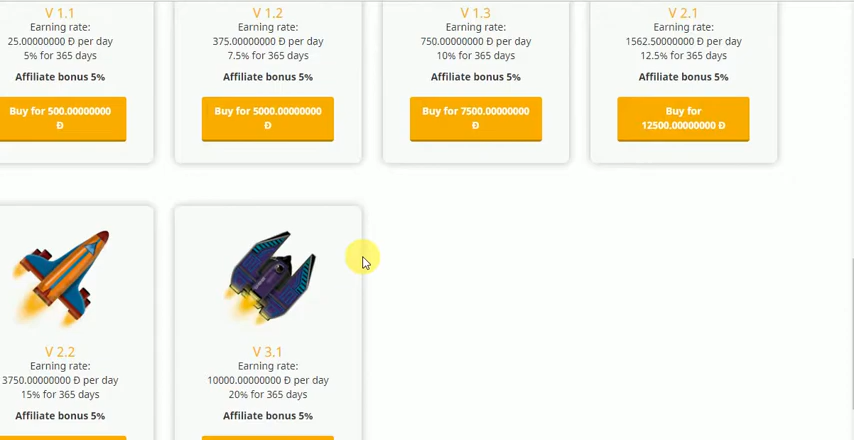 V 1.1
Earning rate:
25.00000000 Đ per day
5% for 365 days
Affiliate bonus 5%
Buy for 500.00000000
Đ
V 1.2
Earning rate:
375.00000000 Đ per day
7.5% for 365 days
Affiliate bonus 5%
Buy for 5000.00000000
Đ
V 1.3
Earning rate:
750.00000000 Đ per day
10% for 365 days
Affiliate bonus 5%
Buy for 7500.00000000
Đ
V 2.1
Earning rate:
1562.50000000 Đ per day
12.5% for 365 days
Affiliate bonus 5%
Buy for
12500.00000000 Đ
V 2.2
Earning rate:
3750.00000000 Đ per day
15% for 365 days
Affiliate bonus 5%
V 3.1
Earning rate:
10000.00000000 Đ per day
20% for 365 days
Affiliate bonus 5%